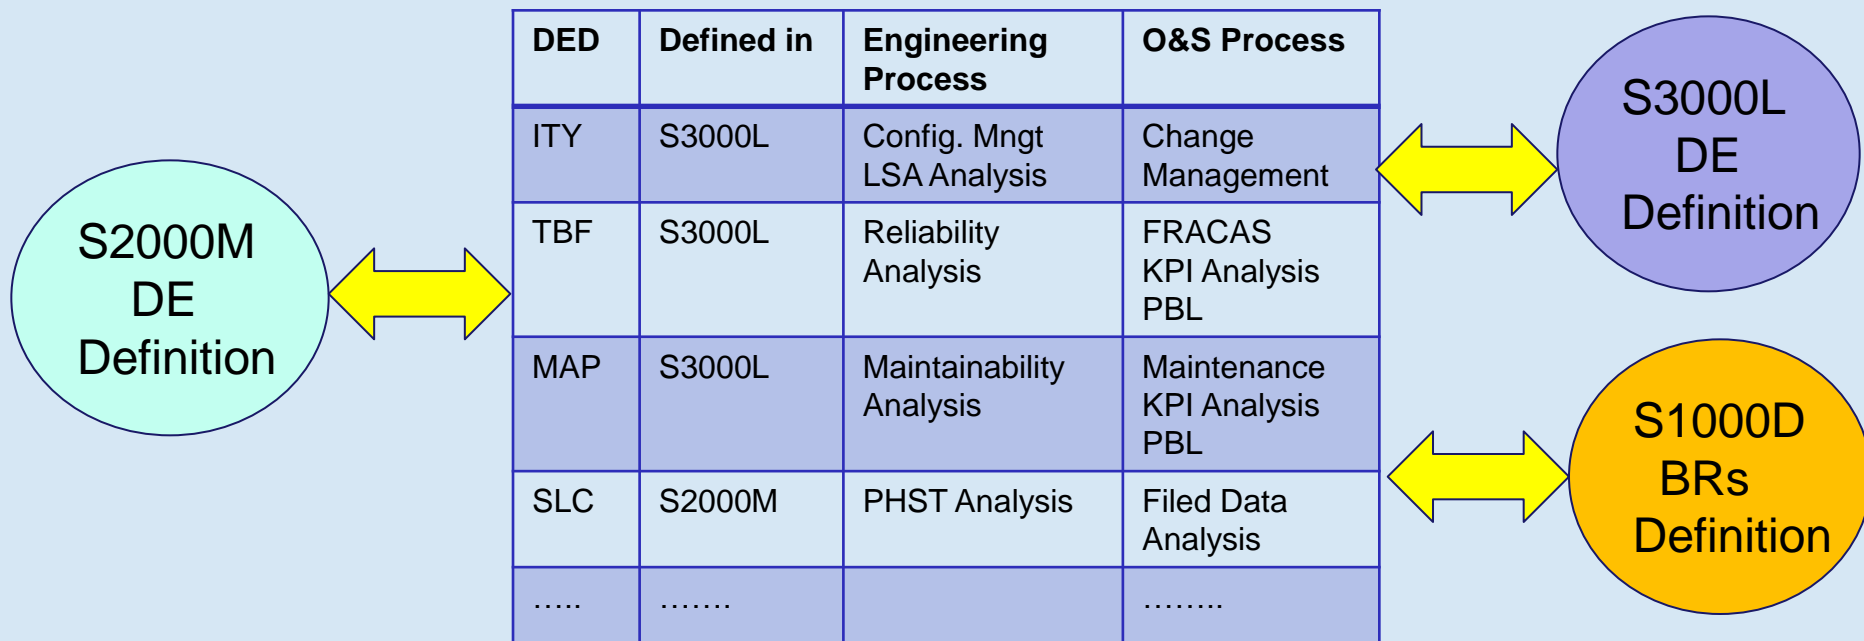 S2000M
DE
Definition
DED Defined in Engineering Process O&S Process
ITY S3000L Config. Mngt LSA Analysis Change Management
TBF S3000L Reliability Analysis FRACAS KPI Analysis PBL
MAP S3000L Maintainability Analysis Maintenance KPI Analysis PBL
SLC S2000M PHST Analysis Filed Data Analysis
….. ……. ……..
S3000L
DE
Definition
S1000D
BRs
Definition